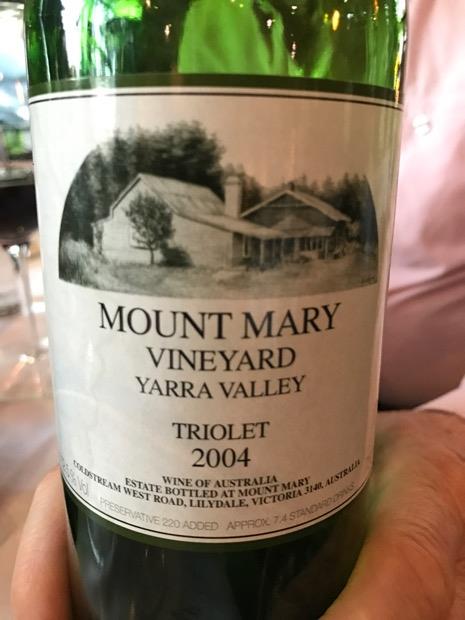 MOUNT MARY
VINEYARD
YARRA VALLEY
TRIOLET
2004
WINE OF AUSTRALIA
ESTATE BOTTLED AT MOUNT MARY
COLDSTREAM WEST ROAD, LILYDALE, VICTORIA 3140, AUSTRALIA
PRESERVATIVE 220 ADDED APPROX. 7.4 STANDARD DRINKS
% Vol